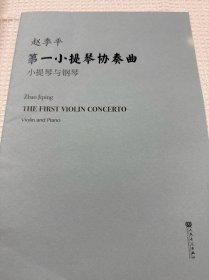 赵季平
第一小提琴协奏曲
小提琴与钢琴
Zhao Jiping
THE FIRST VIOLIN CONCERTO
Violin and Piano